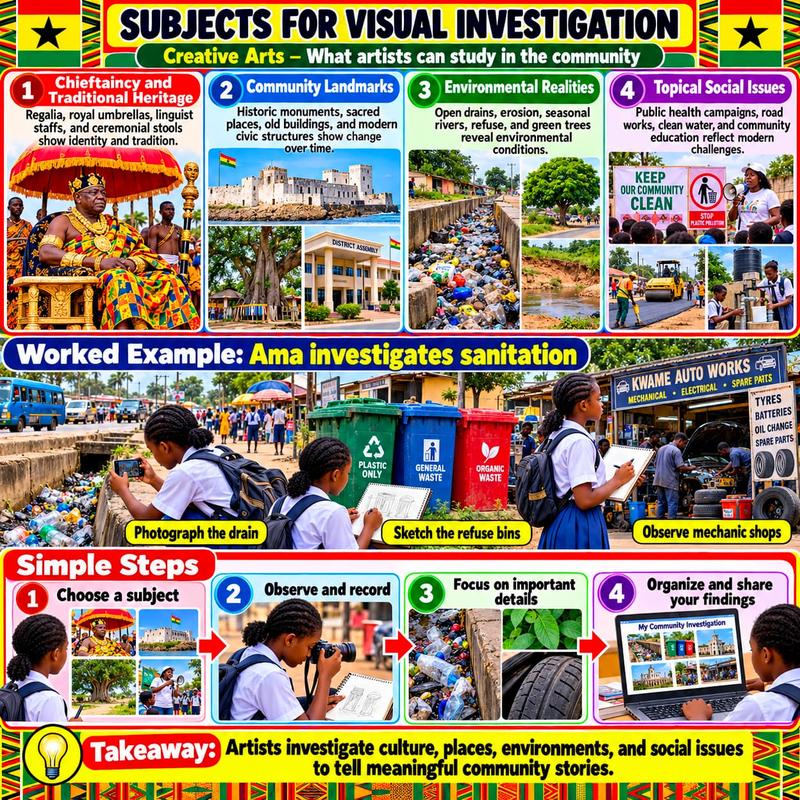 SUBJECTS FOR VISUAL INVESTIGATION
Creative Arts – What artists can study in the community
1 Chieftaincy and
Traditional Heritage
Regalia, royal umbrellas, linguist
staffs, and ceremonial stools
show identity and tradition.
2 Community Landmarks
Historic monuments, sacred
places, old buildings, and modern
civic structures show change
over time.
DISTRICT ASSEMBLY
3 Environmental Realities
Open drains, erosion, seasonal
rivers, refuse, and green trees
reveal environmental
conditions.
4 Topical Social Issues
Public health campaigns, road
works, clean water, and community
education reflect modern
challenges.
KEEP
OUR COMMUNITY
CLEAN
STOP
PLASTIC POLLUTION
Worked Example: Ama investigates sanitation
PLASTIC
ONLY
GENERAL
WASTE
ORGANIC
WASTE
KWAME AUTO WORKS
MECHANICAL • ELECTRICAL • SPARE PARTS
TYRES
BATTERIES
OIL CHANGE
SPARE PARTS
Photograph the drain
Sketch the refuse bins
Observe mechanic shops
Simple Steps
1 Choose a subject
2 Observe and record
3 Focus on important
details
4 Organize and share
your findings
My Community Investigation
Takeaway: Artists investigate culture, places, environments, and social issues
to tell meaningful community stories.